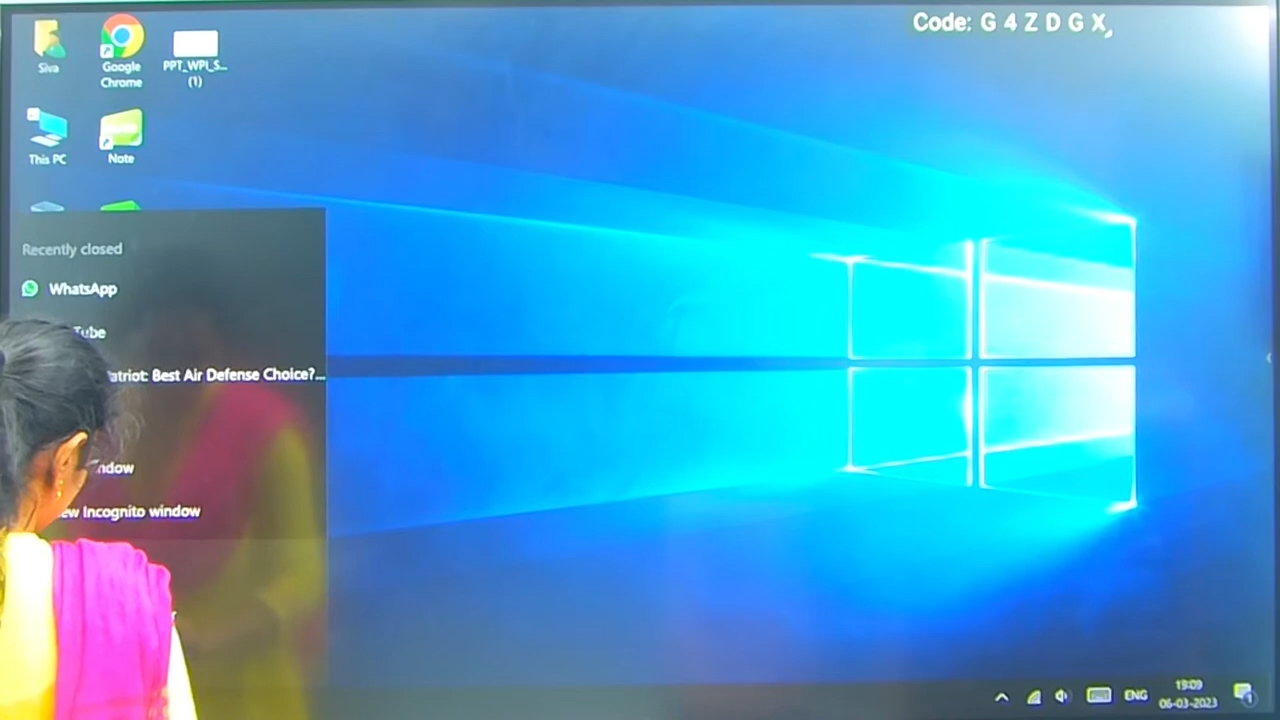 Code: G 4 Z D G X
Siva
Google
Chrome
PPT_WPI_S...
(1)
This PC
Note
Recently closed
WhatsApp
Tube
atriot: Best Air Defense Choice?...
ndow
ew Incognito window
ENG
19:09
06-03-2023
1